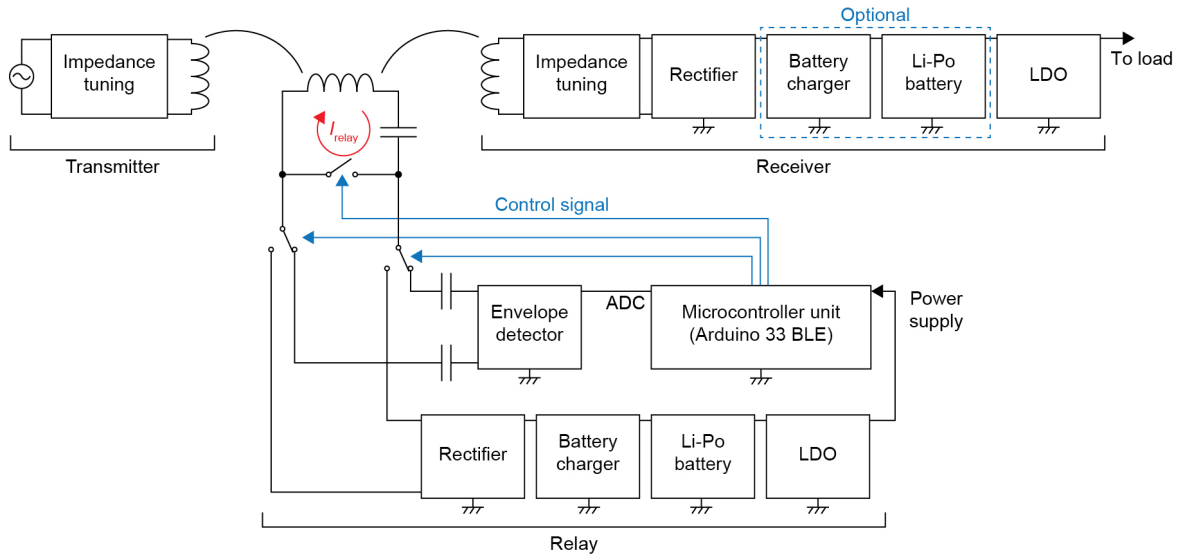 Optional
Impedance
tuning
Impedance
tuning
Rectifier
Battery
charger
Li-Po
battery
LDO
To load
I relay
Transmitter
Receiver
Control signal
Envelope
detector
ADC
Microcontroller unit
(Arduino 33 BLE)
Power
supply
Rectifier
Battery
charger
Li-Po
battery
LDO
Relay